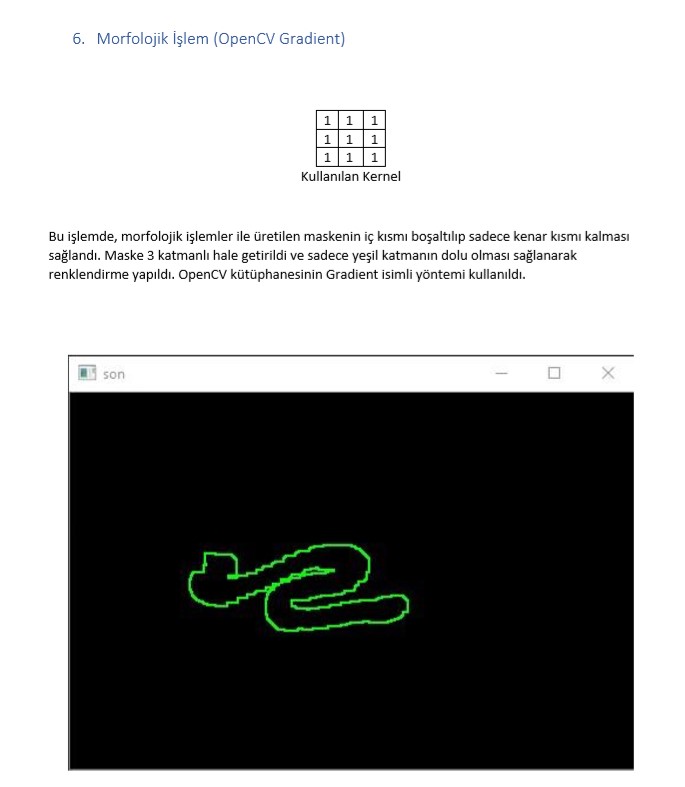 6. Morfolojik İşlem (OpenCV Gradient)
1 1 1
1 1 1
1 1 1
Kullanılan Kernel
Bu işlemde, morfolojik işlemler ile üretilen maskenin iç kısmı boşaltılıp sadece kenar kısmı kalması
sağlandı. Maske 3 katmanlı hale getirildi ve sadece yeşil katmanın dolu olması sağlanarak
renklendirme yapıldı. OpenCV kütüphanesinin Gradient isimli yöntemi kullanıldı.
son